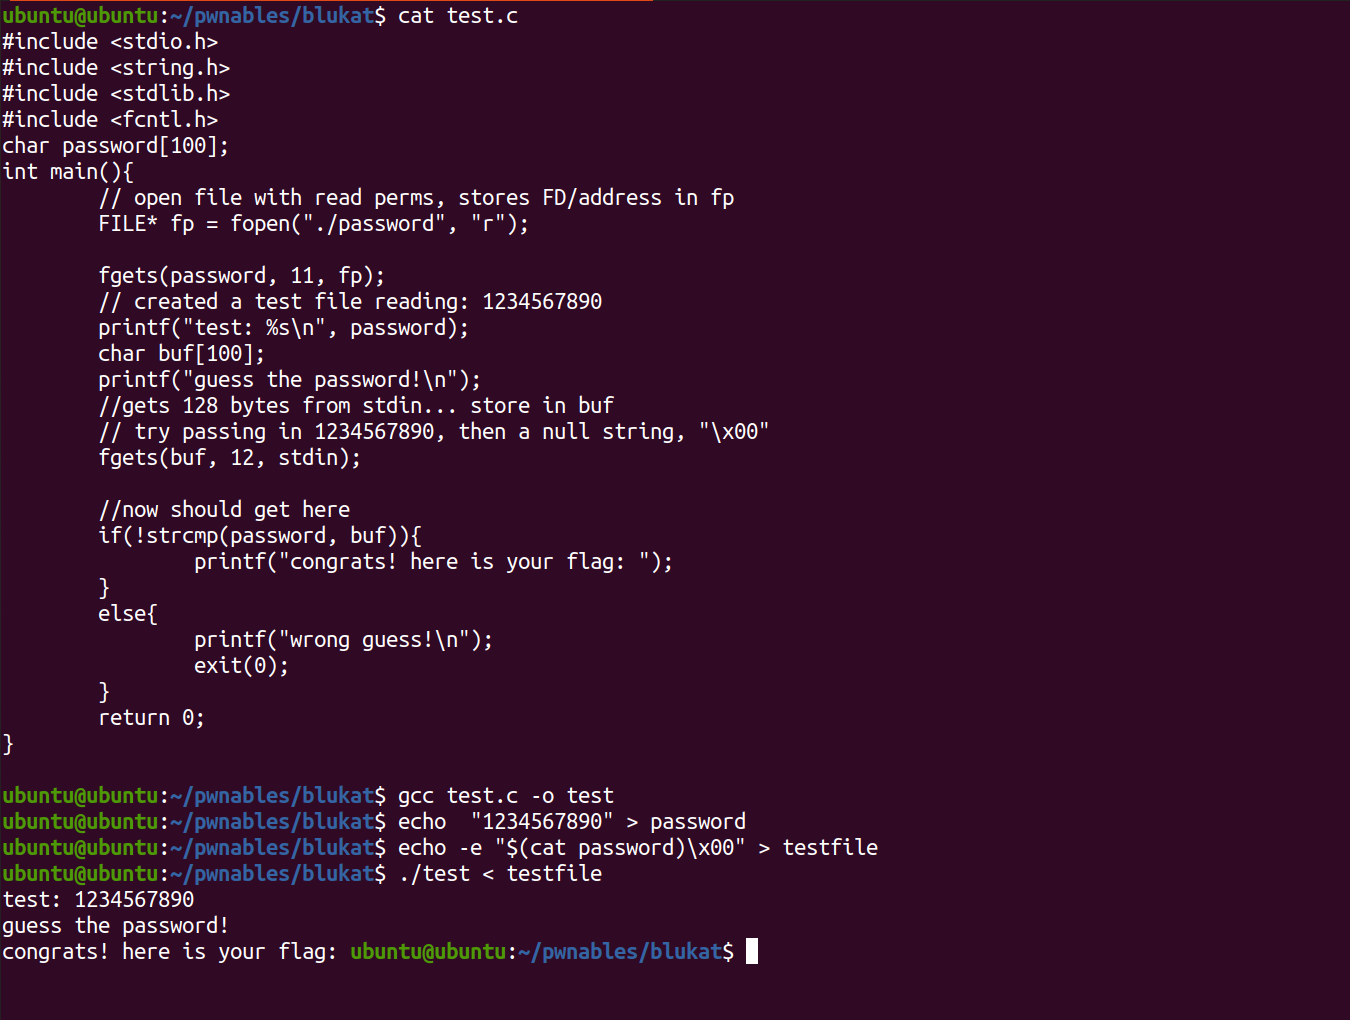 ubuntu@ubuntu:~/pwnables/blukat$ cat test.c
#include <stdio.h>
#include <string.h>
#include <stdlib.h>
#include <fcntl.h>
char password[100];
int main(){
        // open file with read perms, stores FD/address in fp
        FILE* fp = fopen("./password", "r");

        fgets(password, 11, fp);
        // created a test file reading: 1234567890
        printf("test: %s\n", password);
        char buf[100];
        printf("guess the password!\n");
        //gets 128 bytes from stdin... store in buf
        // try passing in 1234567890, then a null string, "\x00"
        fgets(buf, 12, stdin);

        //now should get here
        if(!strcmp(password, buf)){
                printf("congrats! here is your flag: ");
        }
        else{
                printf("wrong guess!\n");
                exit(0);
        }
        return 0;
}

ubuntu@ubuntu:~/pwnables/blukat$ gcc test.c -o test
ubuntu@ubuntu:~/pwnables/blukat$ echo  "1234567890" > password
ubuntu@ubuntu:~/pwnables/blukat$ echo -e "$(cat password)\x00" > testfile
ubuntu@ubuntu:~/pwnables/blukat$ ./test < testfile
test: 1234567890
guess the password!
congrats! here is your flag: ubuntu@ubuntu:~/pwnables/blukat$